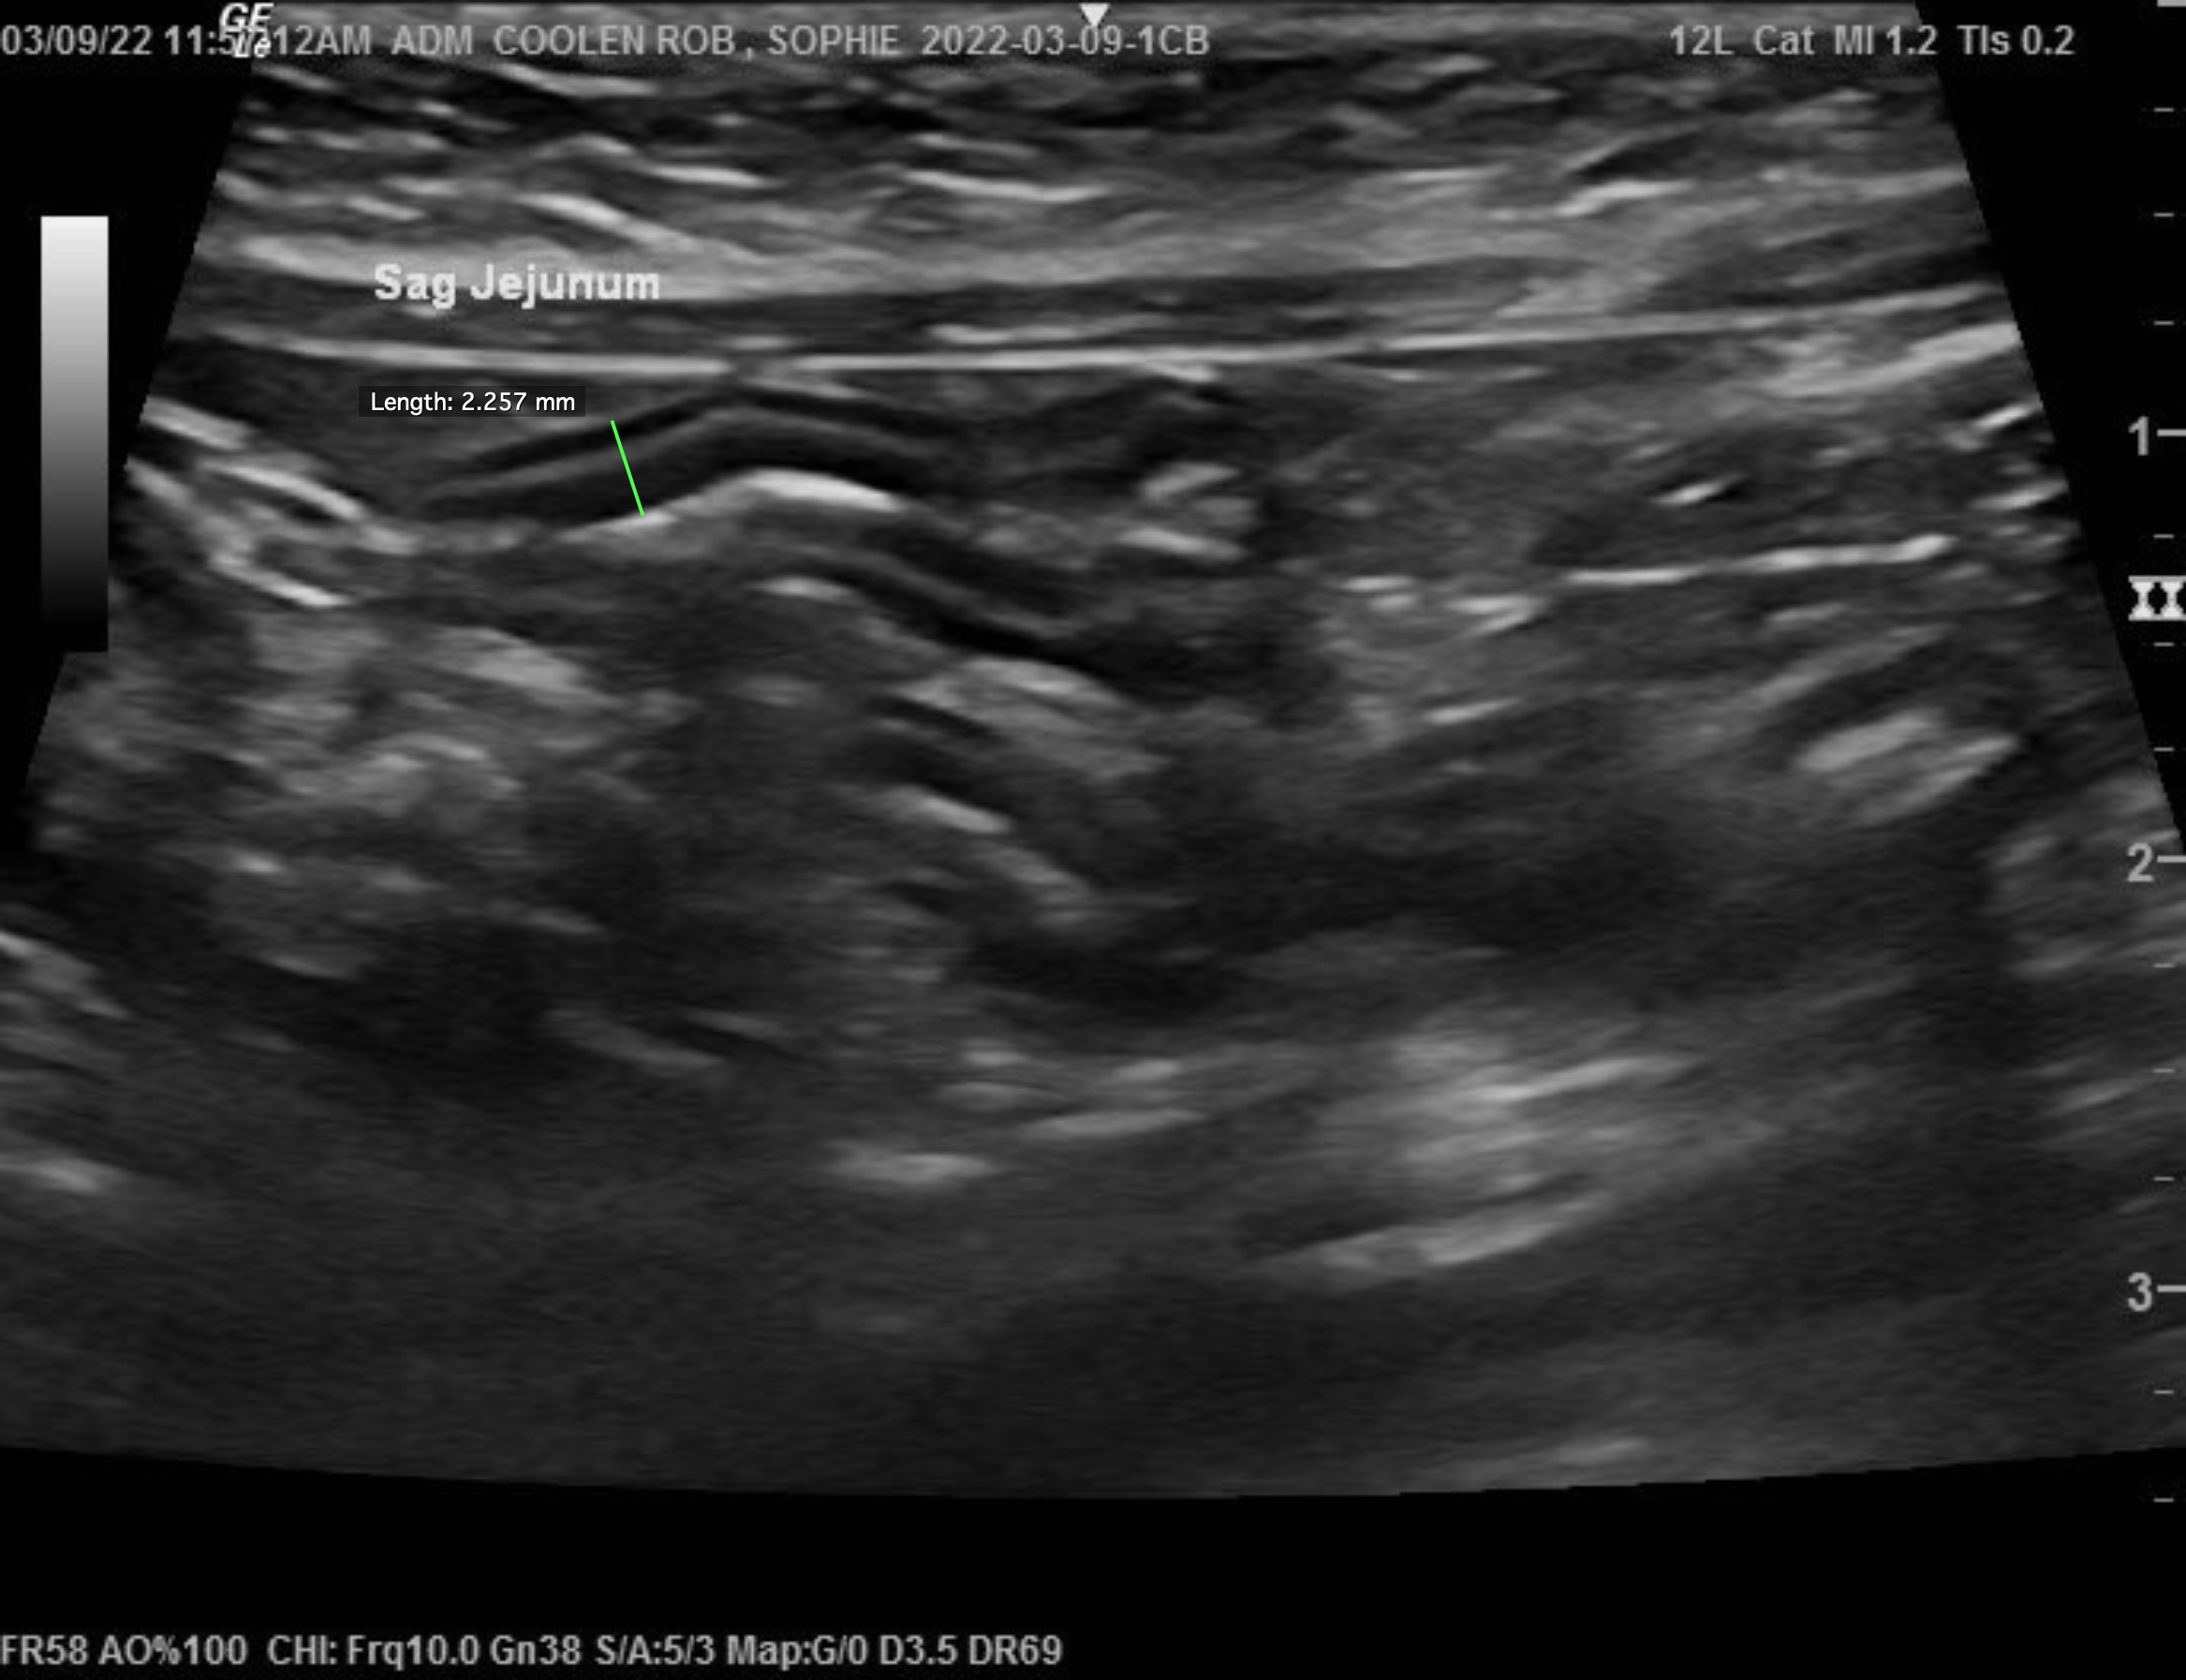 GE
03/09/22 11:5 12AM ADM COOLEN ROB , SOPHIE 2022-03-09-1CB
12L Cat MI 1.2 TIs 0.2
Le
Sag Jejunum
Length: 2.257 mm
1
2
3
FR58 AO%100 CHI: Frq10.0 Gn38 S/A:5/3 Map:G/0 D3.5 DR69